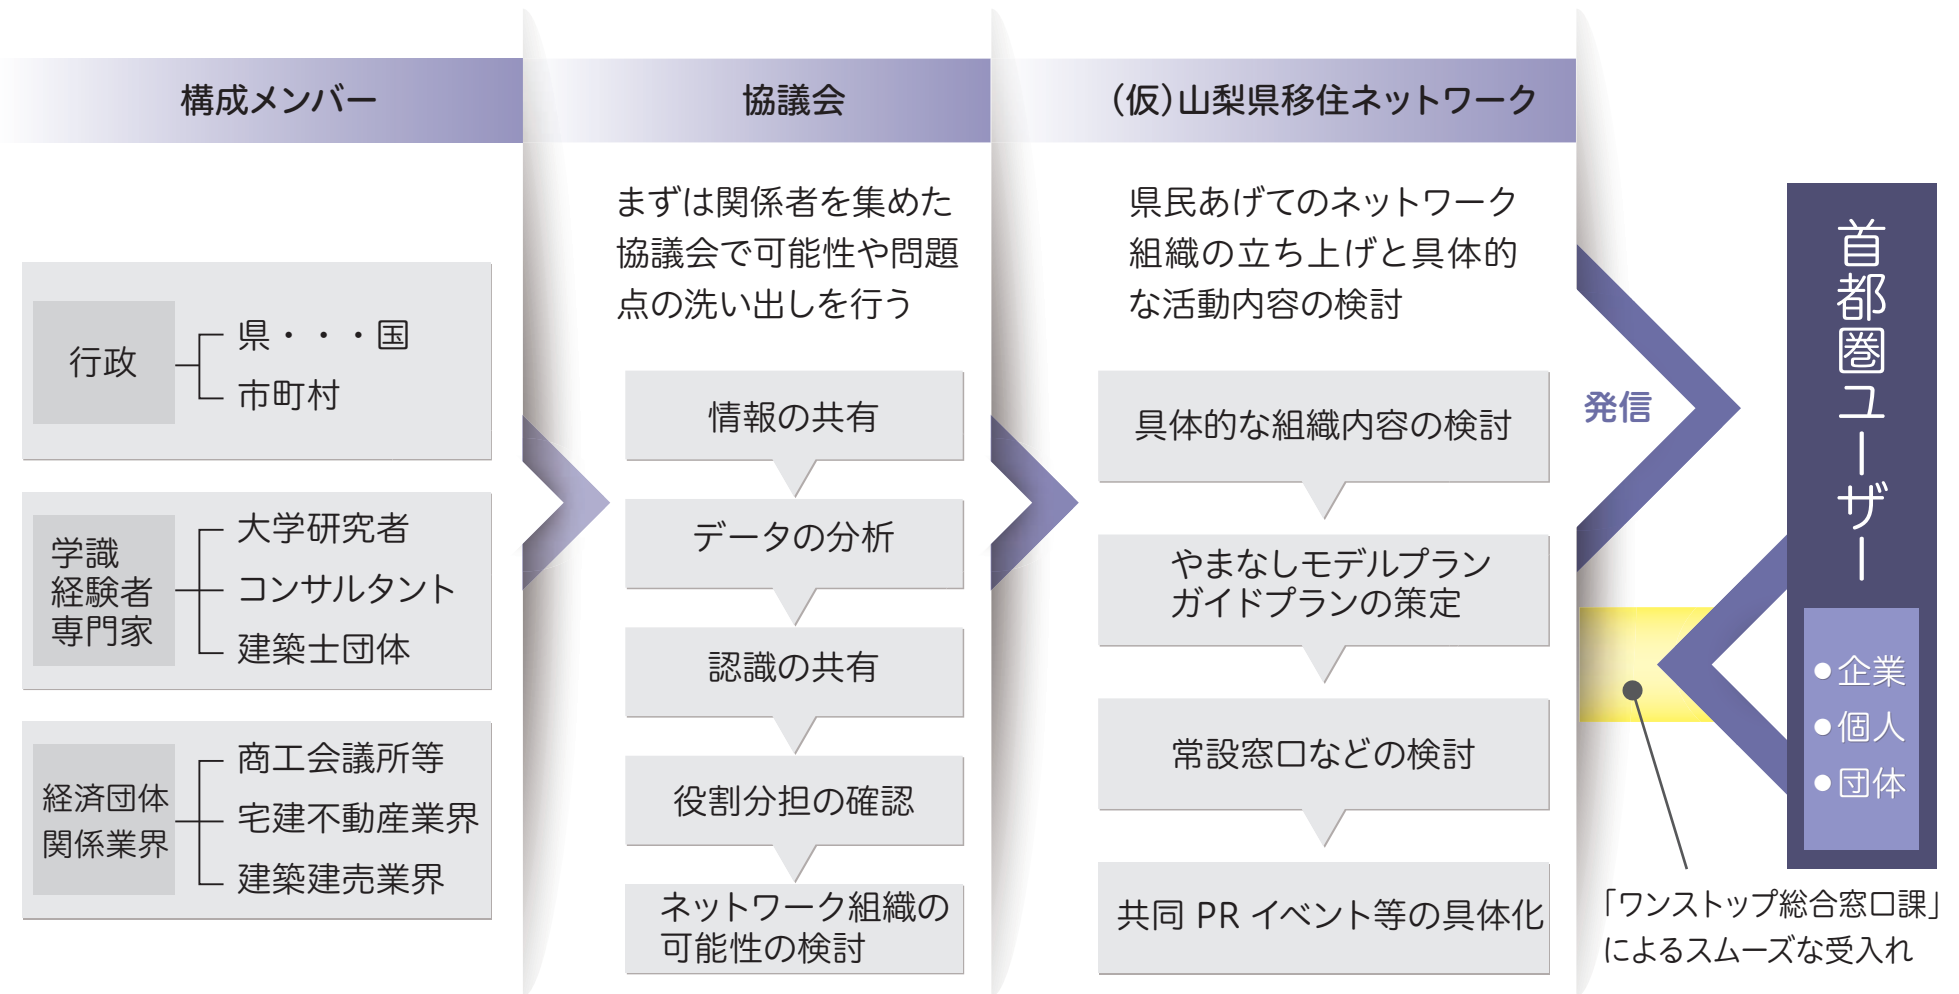 構成メンバー
行政
県・・・国
市町村
学識
経験者
専門家
大学研究者
コンサルタント
建築士団体
経済団体
関係業界
商工会議所等
宅建不動産業界
建築建売業界
協議会
まずは関係者を集めた
協議会で可能性や問題
点の洗い出しを行う
情報の共有
データの分析
認識の共有
役割分担の確認
ネットワーク組織の
可能性の検討
(仮)山梨県移住ネットワーク
県民あげてのネットワーク
組織の立ち上げと具体的
な活動内容の検討
具体的な組織内容の検討
やまなしモデルプラン
ガイドプランの策定
常設窓口などの検討
共同 PR イベント等の具体化
発信
首都圏ユーザー
●企業
●個人
●団体
「ワンストップ総合窓口課」
によるスムーズな受入れ